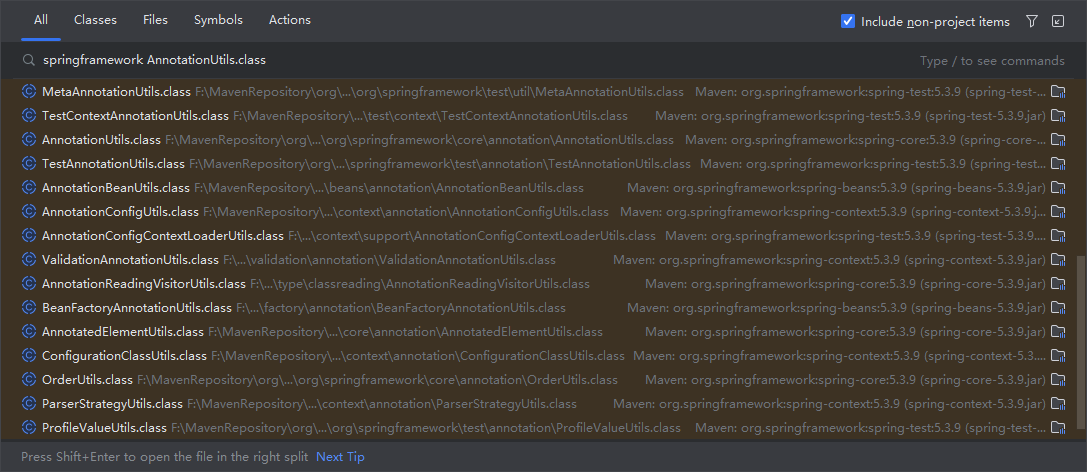 All Classes Files Symbols Actions Include non-project items
springframework AnnotationUtils.class Type / to see commands
MetaAnnotationUtils.class F:\MavenRepository\org\...\org\springframework\test\util\MetaAnnotationUtils.class Maven: org.springframework:spring-test:5.3.9 (spring-test-...
TestContextAnnotationUtils.class F:\MavenRepository\...\test\context\TestContextAnnotationUtils.class Maven: org.springframework:spring-test:5.3.9 (spring-test-5.3.9.jar)
AnnotationUtils.class F:\MavenRepository\org\...\org\springframework\core\annotation\AnnotationUtils.class Maven: org.springframework:spring-core:5.3.9 (spring-core-5.3....
TestAnnotationUtils.class F:\MavenRepository\org\...\springframework\test\annotation\TestAnnotationUtils.class Maven: org.springframework:spring-test:5.3.9 (spring-test...
AnnotationBeanUtils.class F:\MavenRepository\...\beans\annotation\AnnotationBeanUtils.class Maven: org.springframework:spring-beans:5.3.9 (spring-beans-5.3.9.jar)
AnnotationConfigUtils.class F:\MavenRepository\...\context\annotation\AnnotationConfigUtils.class Maven: org.springframework:spring-context:5.3.9 (spring-context-5.3.9.j...
AnnotationConfigContextLoaderUtils.class F:\...\context\support\AnnotationConfigContextLoaderUtils.class Maven: org.springframework:spring-test:5.3.9 (spring-test-5.3.9....
ValidationAnnotationUtils.class F:\...\validation\annotation\ValidationAnnotationUtils.class Maven: org.springframework:spring-context:5.3.9 (spring-context-5.3.9.jar)
AnnotationReadingVisitorUtils.class F:\...\type\classreading\AnnotationReadingVisitorUtils.class Maven: org.springframework:spring-core:5.3.9 (spring-core-5.3.9.jar)
BeanFactoryAnnotationUtils.class F:\...\factory\annotation\BeanFactoryAnnotationUtils.class Maven: org.springframework:spring-beans:5.3.9 (spring-beans-5.3.9.jar)
AnnotatedElementUtils.class F:\MavenRepository\...\core\annotation\AnnotatedElementUtils.class Maven: org.springframework:spring-core:5.3.9 (spring-core-5.3.9.jar)
ConfigurationClassUtils.class F:\MavenRepository\...\context\annotation\ConfigurationClassUtils.class Maven: org.springframework:spring-context:5.3.9 (spring-context-5.3....
OrderUtils.class F:\MavenRepository\org\...\org\springframework\core\annotation\OrderUtils.class Maven: org.springframework:spring-core:5.3.9 (spring-core-5.3.9.jar)
ParserStrategyUtils.class F:\MavenRepository\...\context\annotation\ParserStrategyUtils.class Maven: org.springframework:spring-context:5.3.9 (spring-context-5.3.9.jar)
ProfileValueUtils.class F:\MavenRepository\org\...\org\springframework\test\annotation\ProfileValueUtils.class Maven: org.springframework:spring-test:5.3.9 (spring-test-5.3.9.jar)
Press Shift+Enter to open the file in the right split Next Tip